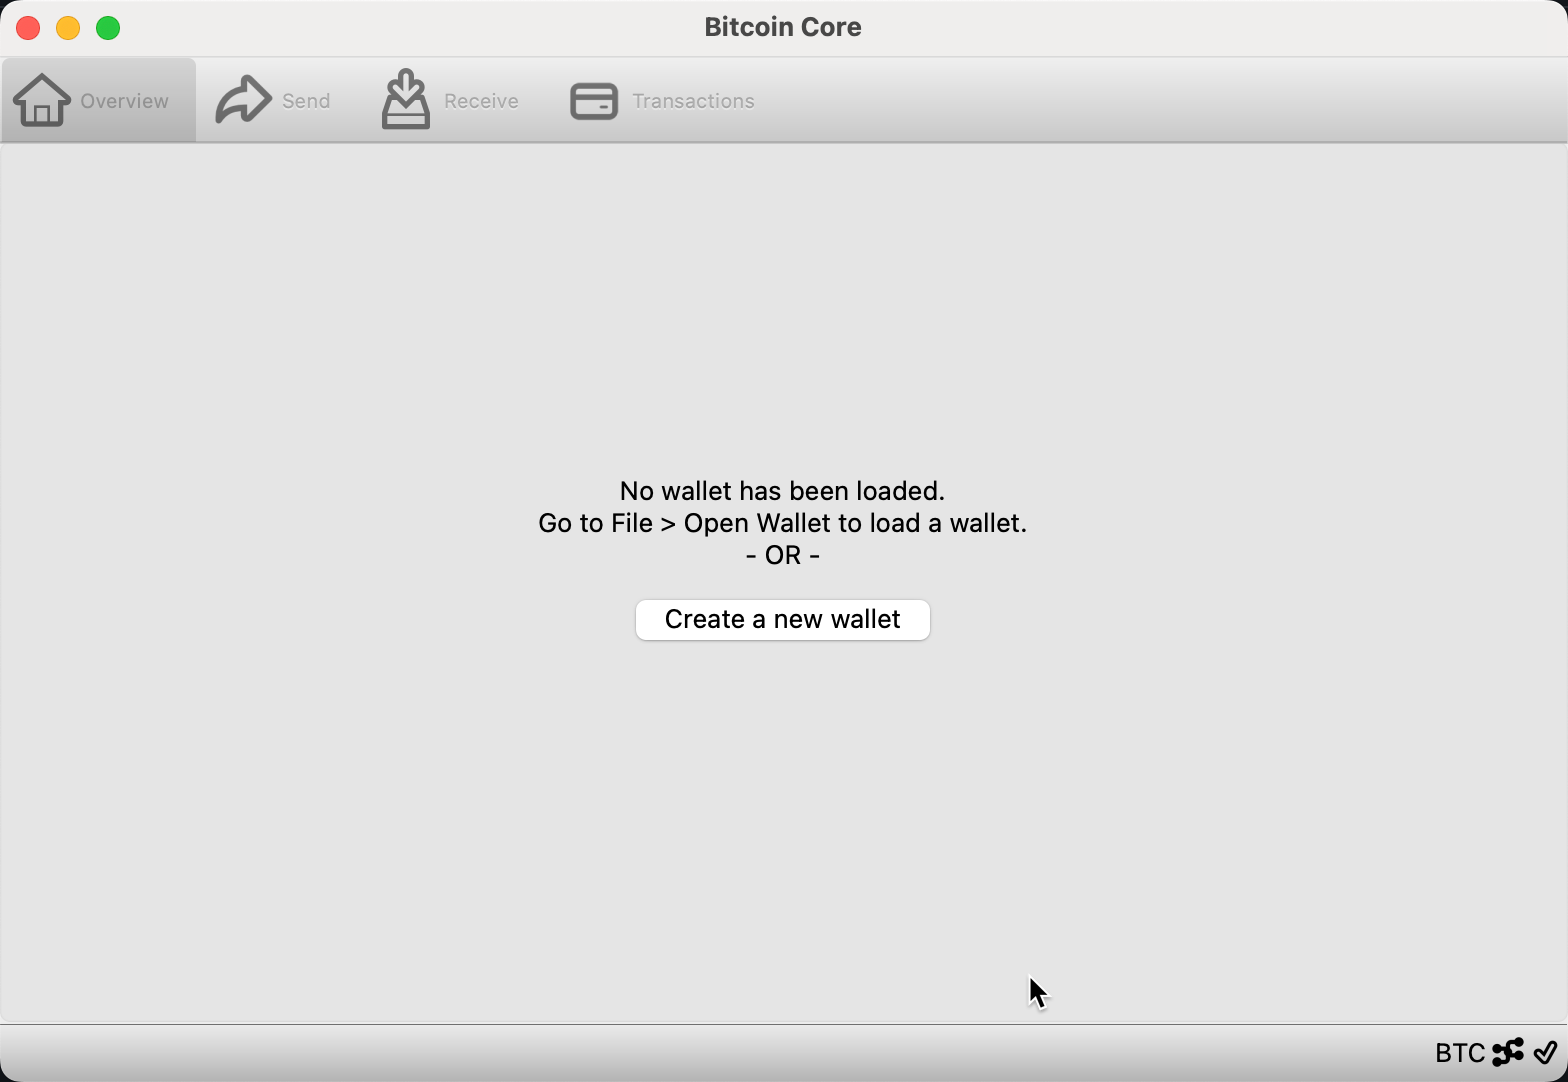 Bitcoin Core
Overview
Send
Receive
Transactions
No wallet has been loaded.
Go to File > Open Wallet to load a wallet.
- OR -
Create a new wallet
BTC